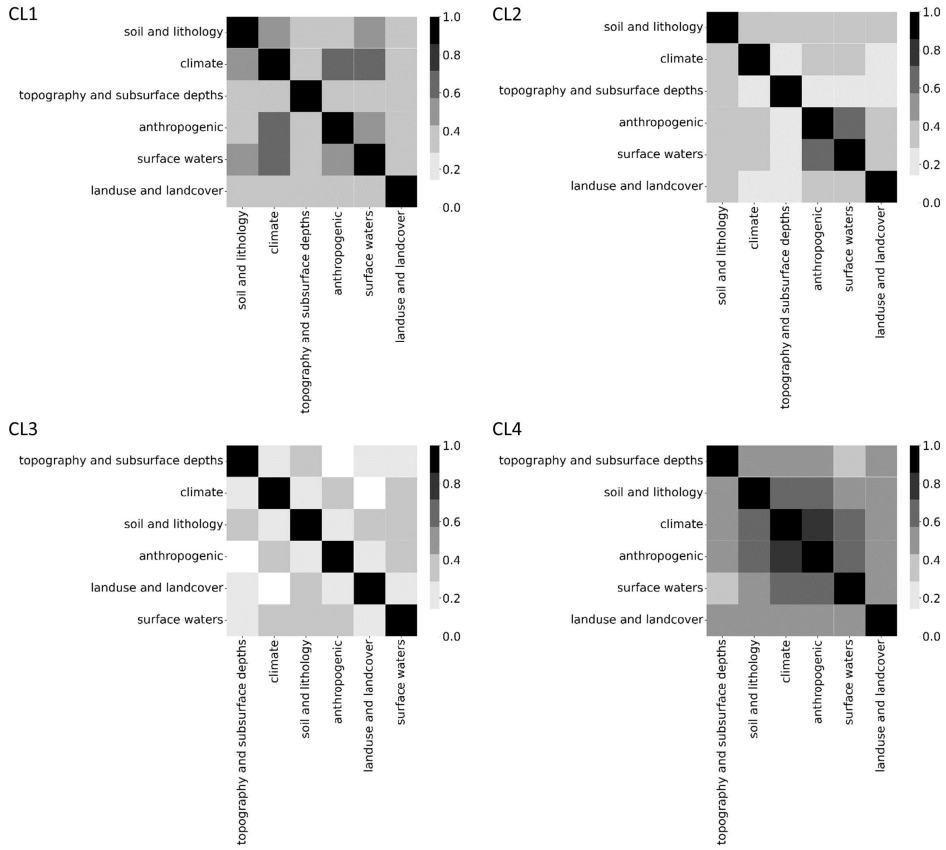 CL1
soil and lithology
climate
topography and subsurface depths
anthropogenic
surface waters
landuse and landcover
1.0
0.8
0.6
0.4
0.2
0.0
soil and lithology
climate
topography and subsurface depths
anthropogenic
surface waters
landuse and landcover
CL2
soil and lithology
climate
topography and subsurface depths
anthropogenic
surface waters
landuse and landcover
1.0
0.8
0.6
0.4
0.2
0.0
soil and lithology
climate
topography and subsurface depths
anthropogenic
surface waters
landuse and landcover
CL3
topography and subsurface depths
climate
soil and lithology
anthropogenic
landuse and landcover
surface waters
1.0
0.8
0.6
0.4
0.2
0.0
topography and subsurface depths
climate
soil and lithology
anthropogenic
landuse and landcover
surface waters
CL4
topography and subsurface depths
soil and lithology
climate
anthropogenic
surface waters
landuse and landcover
1.0
0.8
0.6
0.4
0.2
0.0
topography and subsurface depths
soil and lithology
climate
anthropogenic
surface waters
landuse and landcover